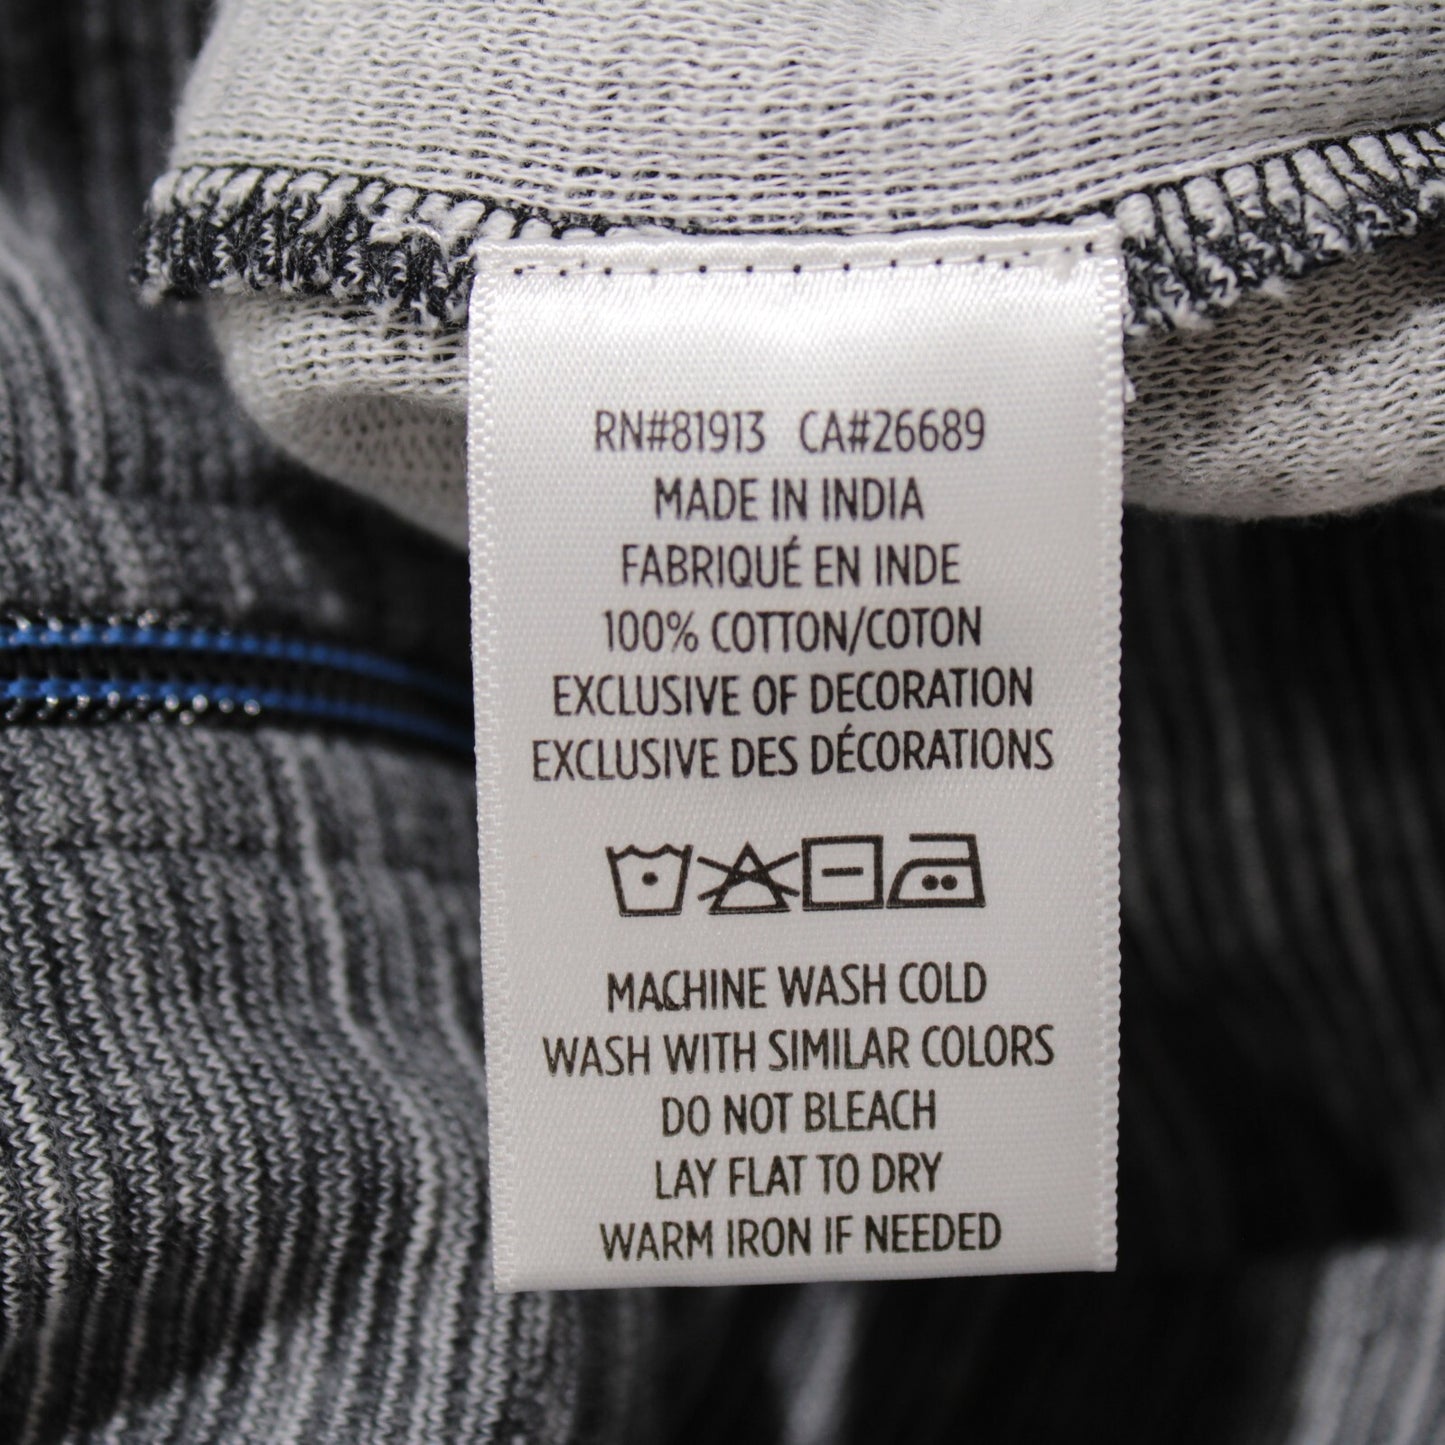 RN#81913 CA#26689
MADE IN INDIA
FABRIQUÉ EN INDE
100% COTTON/COTON
EXCLUSIVE OF DECORATION
EXCLUSIVE DES DÉCORATIONS
MACHINE WASH COLD
WASH WITH SIMILAR COLORS
DO NOT BLEACH
LAY FLAT TO DRY
WARM IRON IF NEEDED